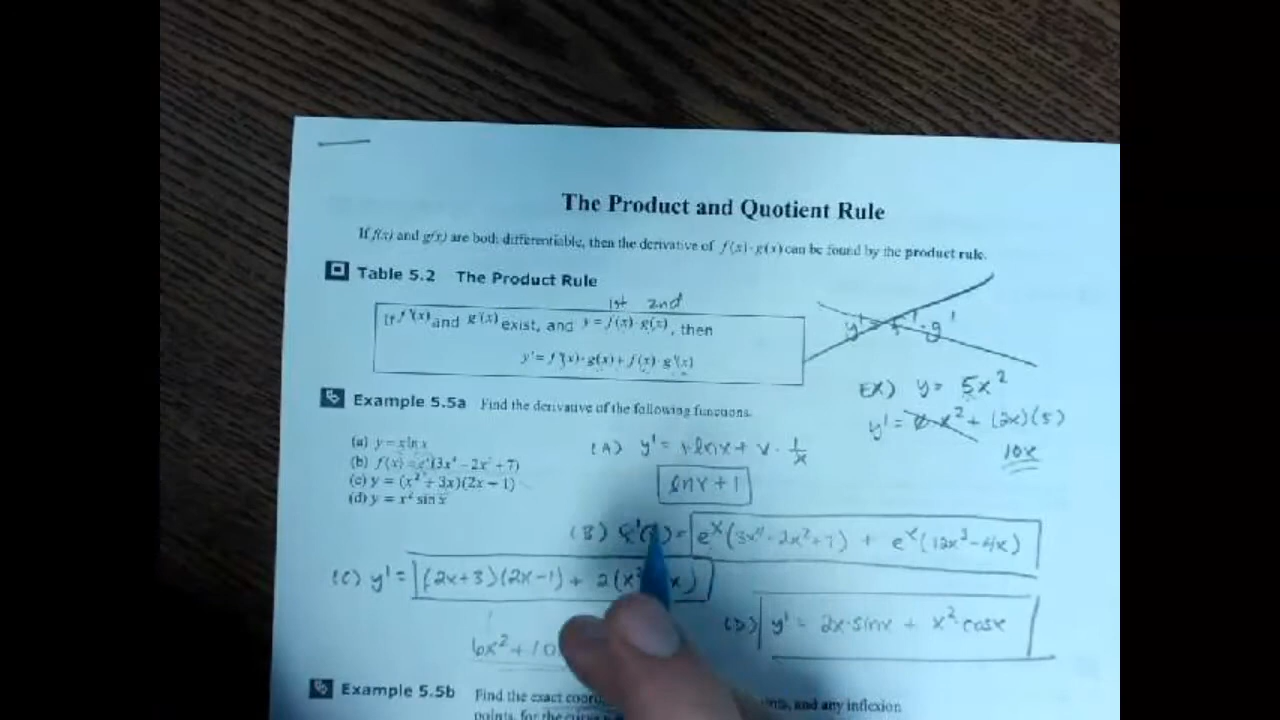 The Product and Quotient Rule
If f(x) and g(x) are both differentiable, then the derivative of f(x)·g(x) can be found by the product rule.
Table 5.2 The Product Rule
1st 2nd
If f'(x) and g'(x) exist, and y = f(x)·g(x), then
y' = f'(x)·g(x) + f(x)·g'(x)
y' = f'·g'
EX) y = 5x²
y' = 0·x² + (2x)(5)
10x
Example 5.5a Find the derivative of the following functions.
(a) y = x ln x
(b) f(x) = eˣ(3x⁴ − 2x² + 7)
(c) y = (x² + 3x)(2x − 1)
(d) y = x² sin x
(A) y' = 1·lnx + x · 1/x
lnx + 1
(B) f'(x) = eˣ(3x⁴ − 2x² + 7) + eˣ(12x³ − 4x)
(C) y' = (2x+3)(2x−1) + 2(x²
x)
(D) y' = 2x·sinx + x²·cosx
6x² + 10
Example 5.5b Find the exact
points, and any inflexion
points, for the curve